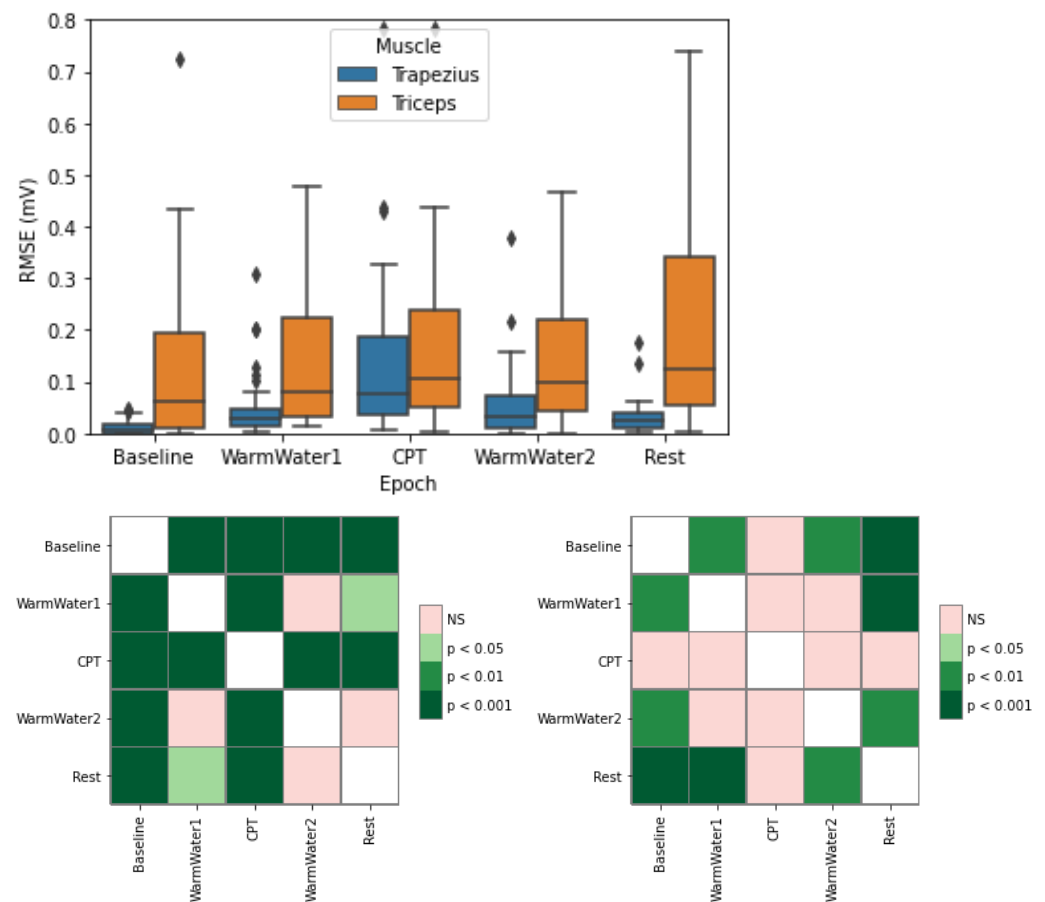 0.8
0.7
0.6
0.5
0.4
0.3
0.2
0.1
0.0
RMSE (mV)
Muscle
Trapezius
Triceps
Baseline WarmWater1 CPT WarmWater2 Rest
Epoch
Baseline
WarmWater1
CPT
WarmWater2
Rest
Baseline
WarmWater1
CPT
WarmWater2
Rest
NS
p < 0.05
p < 0.01
p < 0.001
Baseline
WarmWater1
CPT
WarmWater2
Rest
Baseline
WarmWater1
CPT
WarmWater2
Rest
NS
p < 0.05
p < 0.01
p < 0.001